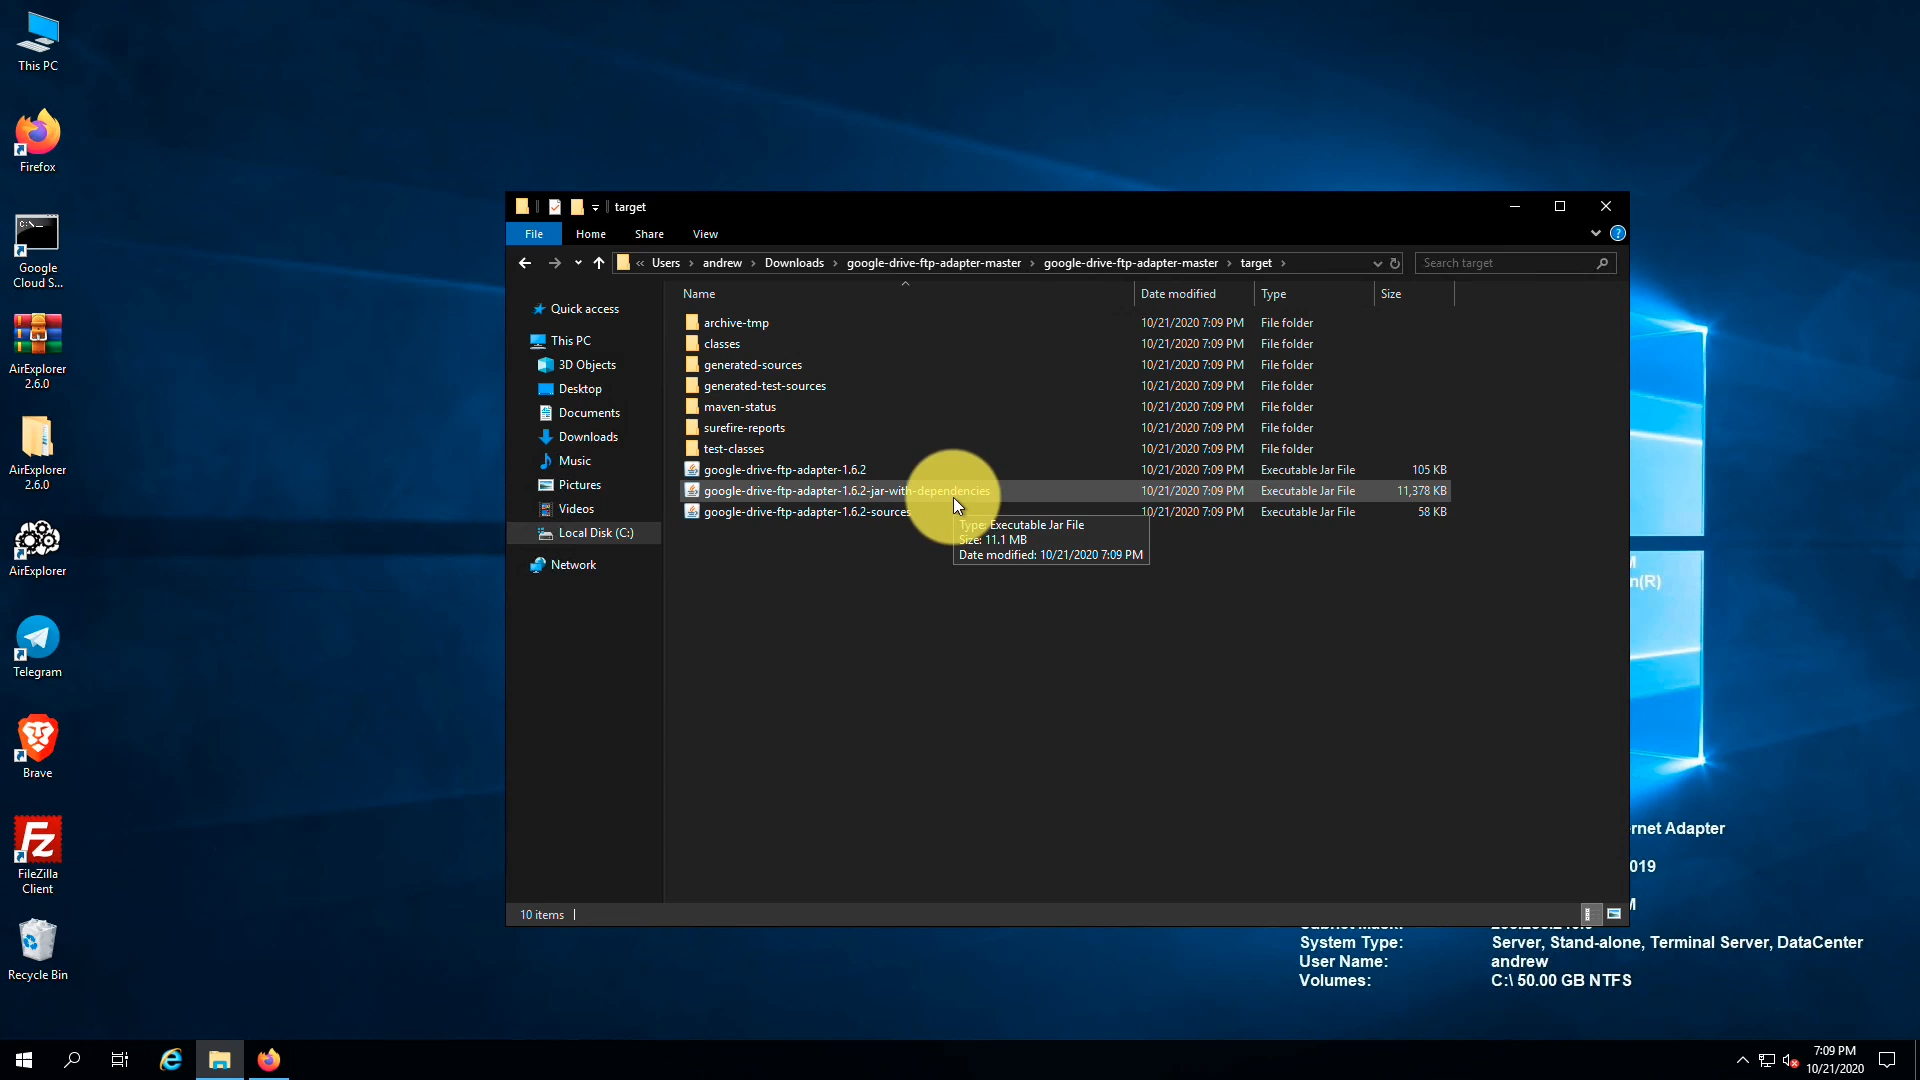 This PC
Firefox
Google
Cloud S...
AirExplorer
2.6.0
AirExplorer
2.6.0
AirExplorer
Telegram
Brave
FileZilla
Client
Recycle Bin
target
File Home Share View
« Users > andrew > Downloads > google-drive-ftp-adapter-master > google-drive-ftp-adapter-master > target >
Search target
Quick access
This PC
3D Objects
Desktop
Documents
Downloads
Music
Pictures
Videos
Local Disk (C:)
Network
Name Date modified Type Size
archive-tmp 10/21/2020 7:09 PM File folder
classes 10/21/2020 7:09 PM File folder
generated-sources 10/21/2020 7:09 PM File folder
generated-test-sources 10/21/2020 7:09 PM File folder
maven-status 10/21/2020 7:09 PM File folder
surefire-reports 10/21/2020 7:09 PM File folder
test-classes 10/21/2020 7:09 PM File folder
google-drive-ftp-adapter-1.6.2 10/21/2020 7:09 PM Executable Jar File 105 KB
google-drive-ftp-adapter-1.6.2-jar-with-dependencies 10/21/2020 7:09 PM Executable Jar File 11,378 KB
google-drive-ftp-adapter-1.6.2-sources 10/21/2020 7:09 PM Executable Jar File 58 KB
Type: Executable Jar File
Size: 11.1 MB
Date modified: 10/21/2020 7:09 PM
10 items
n(R)
rnet Adapter
019
M
System Type: Server, Stand-alone, Terminal Server, DataCenter
User Name: andrew
Volumes: C:\ 50.00 GB NTFS
7:09 PM
10/21/2020